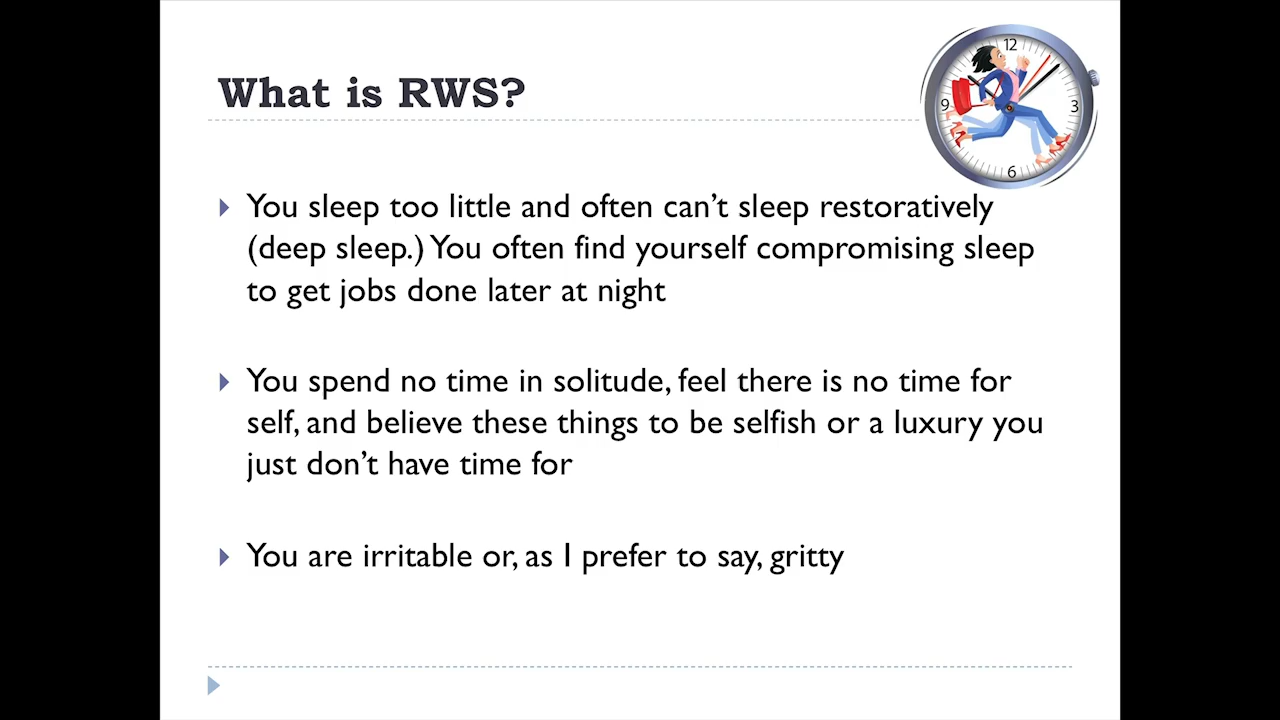 What is RWS?
12
3
6
9
You sleep too little and often can't sleep restoratively
(deep sleep.) You often find yourself compromising sleep
to get jobs done later at night
You spend no time in solitude, feel there is no time for
self, and believe these things to be selfish or a luxury you
just don't have time for
You are irritable or, as I prefer to say, gritty